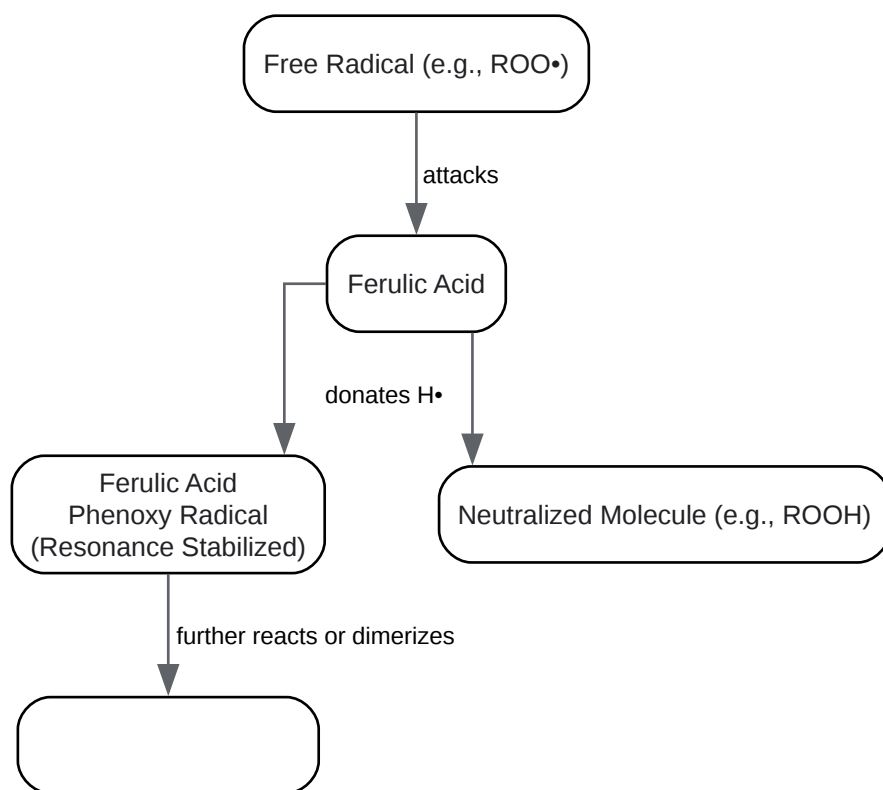 Free Radical (e.g., ROO•)
attacks
Ferulic Acid
donates H•
Ferulic Acid
Phenoxy Radical
(Resonance Stabilized)
Neutralized Molecule (e.g., ROOH)
further reacts or dimerizes